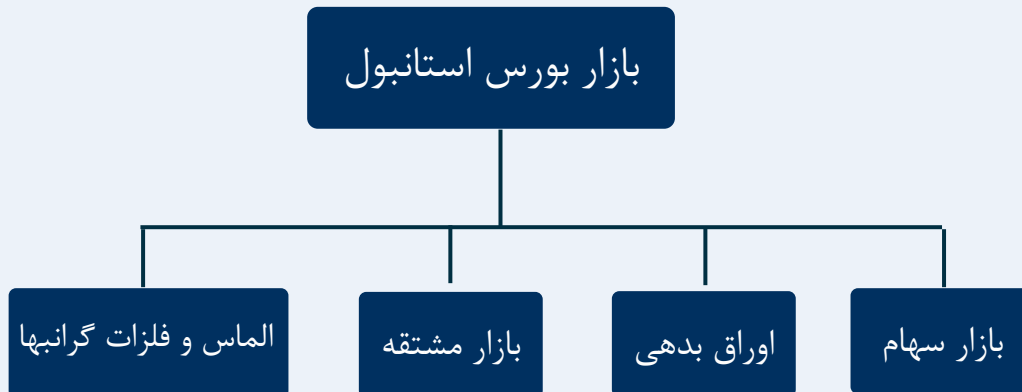 بازار بورس استانبول
بازار سهام
اوراق بدهی
بازار مشتقه
الماس و فلزات گرانبها